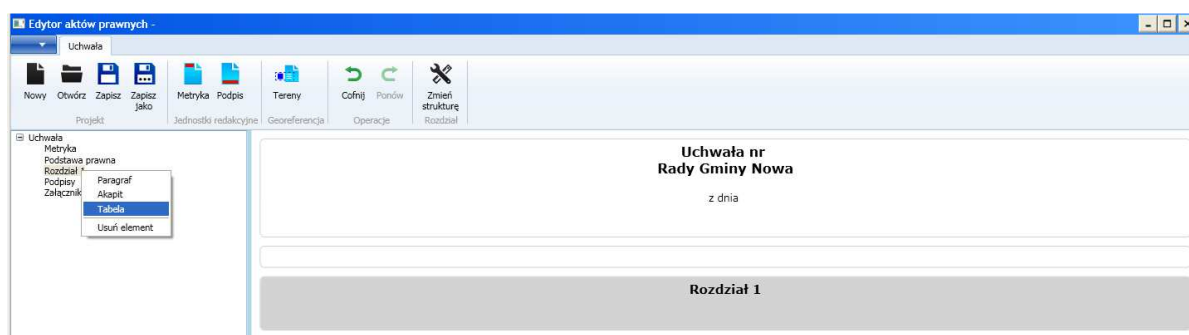 Edytor aktów prawnych -
Uchwała
Nowy Otwórz Zapisz Zapisz jako Metryka Podpis Tereny Cofnij Ponów Zmień strukturę
Projekt Jednostki redakcyjne Georeferencja Operacje Rozdział
Uchwała
Metryka
Podstawa prawna
Rozdział 1
Podpisy
Załącznik
Paragraf
Akapit
Tabela
Usuń element
Uchwała nr
Rady Gminy Nowa
z dnia
Rozdział 1